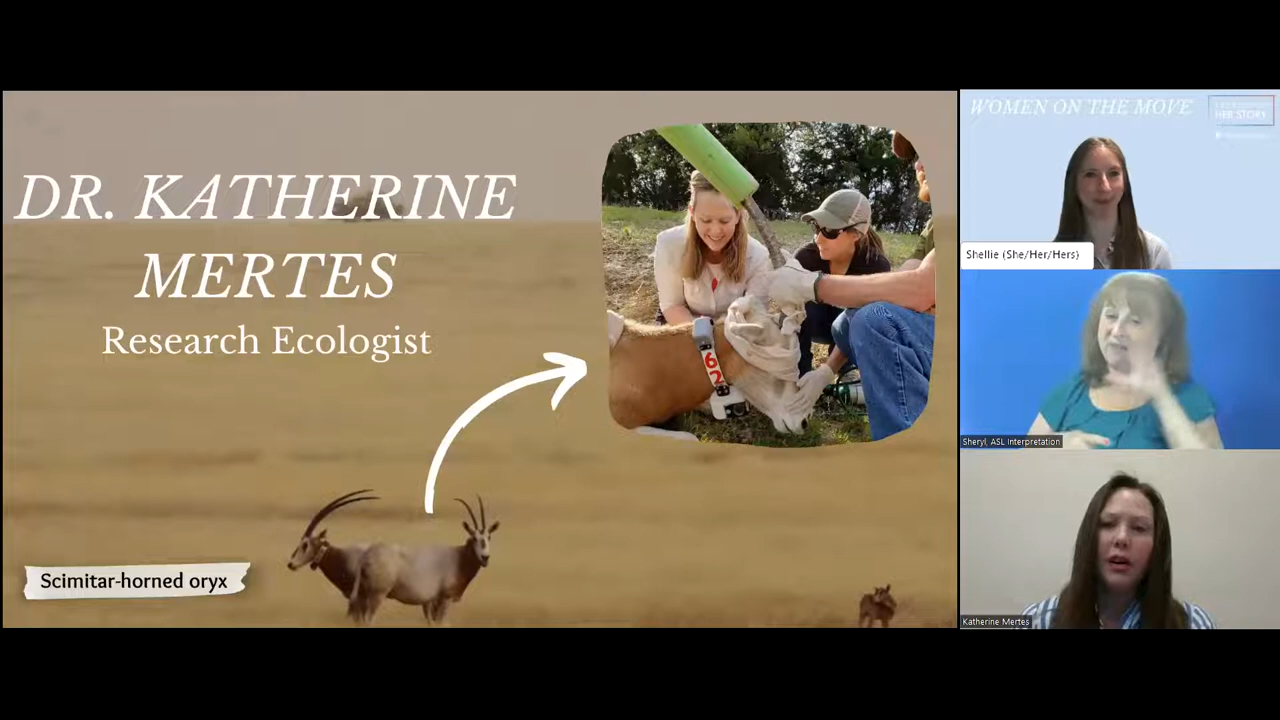 DR. KATHERINE
MERTES
Research Ecologist
62
Scimitar-horned oryx
WOMEN ON THE MOVE
HER STORY
Shellie (She/Her/Hers)
Sheryl, ASL Interpretation
Katherine Mertes